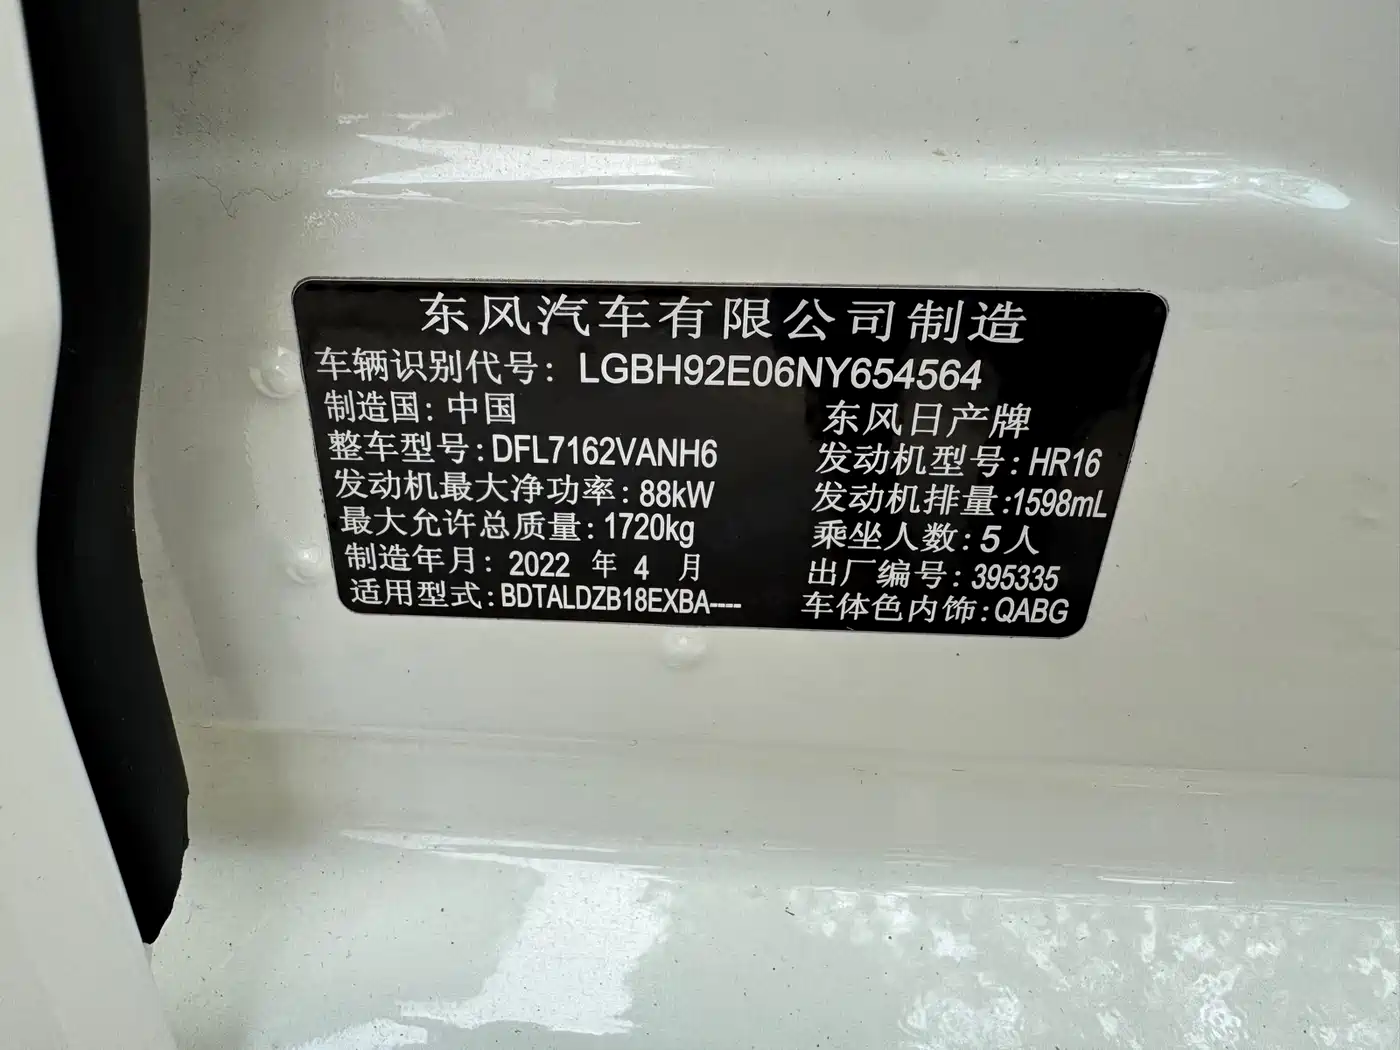 东风汽车有限公司制造
车辆识别代号：LGBH92E06NY654564
制造国：中国 东风日产牌
整车型号：DFL7162VANH6 发动机型号：HR16
发动机最大净功率：88kW 发动机排量：1598mL
最大允许总质量：1720kg 乘坐人数：5人
制造年月：2022 年 4 月 出厂编号：395335
适用型式：BDTALDZB18EXBA---- 车体色内饰：QABG